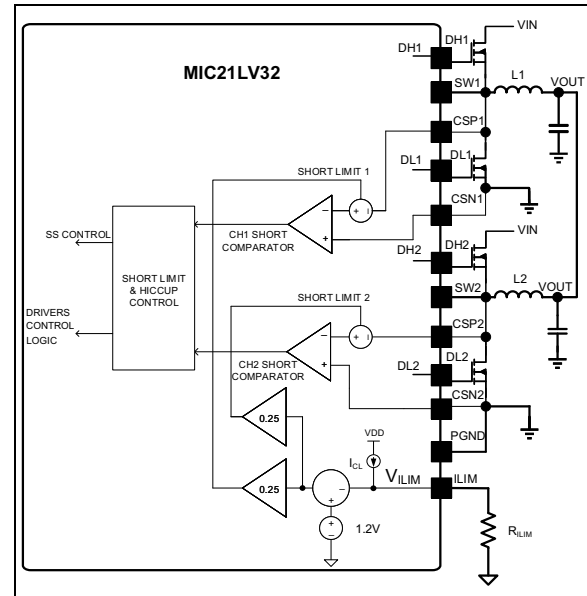 MIC21LV32
VIN
DH1
DH1
L1
VOUT
SW1
CSP1
SHORT LIMIT 1
DL1
DL1
− + −
CSN1
CH1 SHORT
COMPARATOR
+
VIN
SS CONTROL
DH2
DH2
SHORT LIMIT
& HICCUP
CONTROL
SW2
L2
VOUT
SHORT LIMIT 2
DRIVERS
CONTROL
LOGIC
CSP2
− + −
DL2
DL2
CH2 SHORT
COMPARATOR
+
CSN2
0.25
VDD
PGND
ICL
VILIM
ILIM
0.25
−
+
+
−
1.2V
RILIM